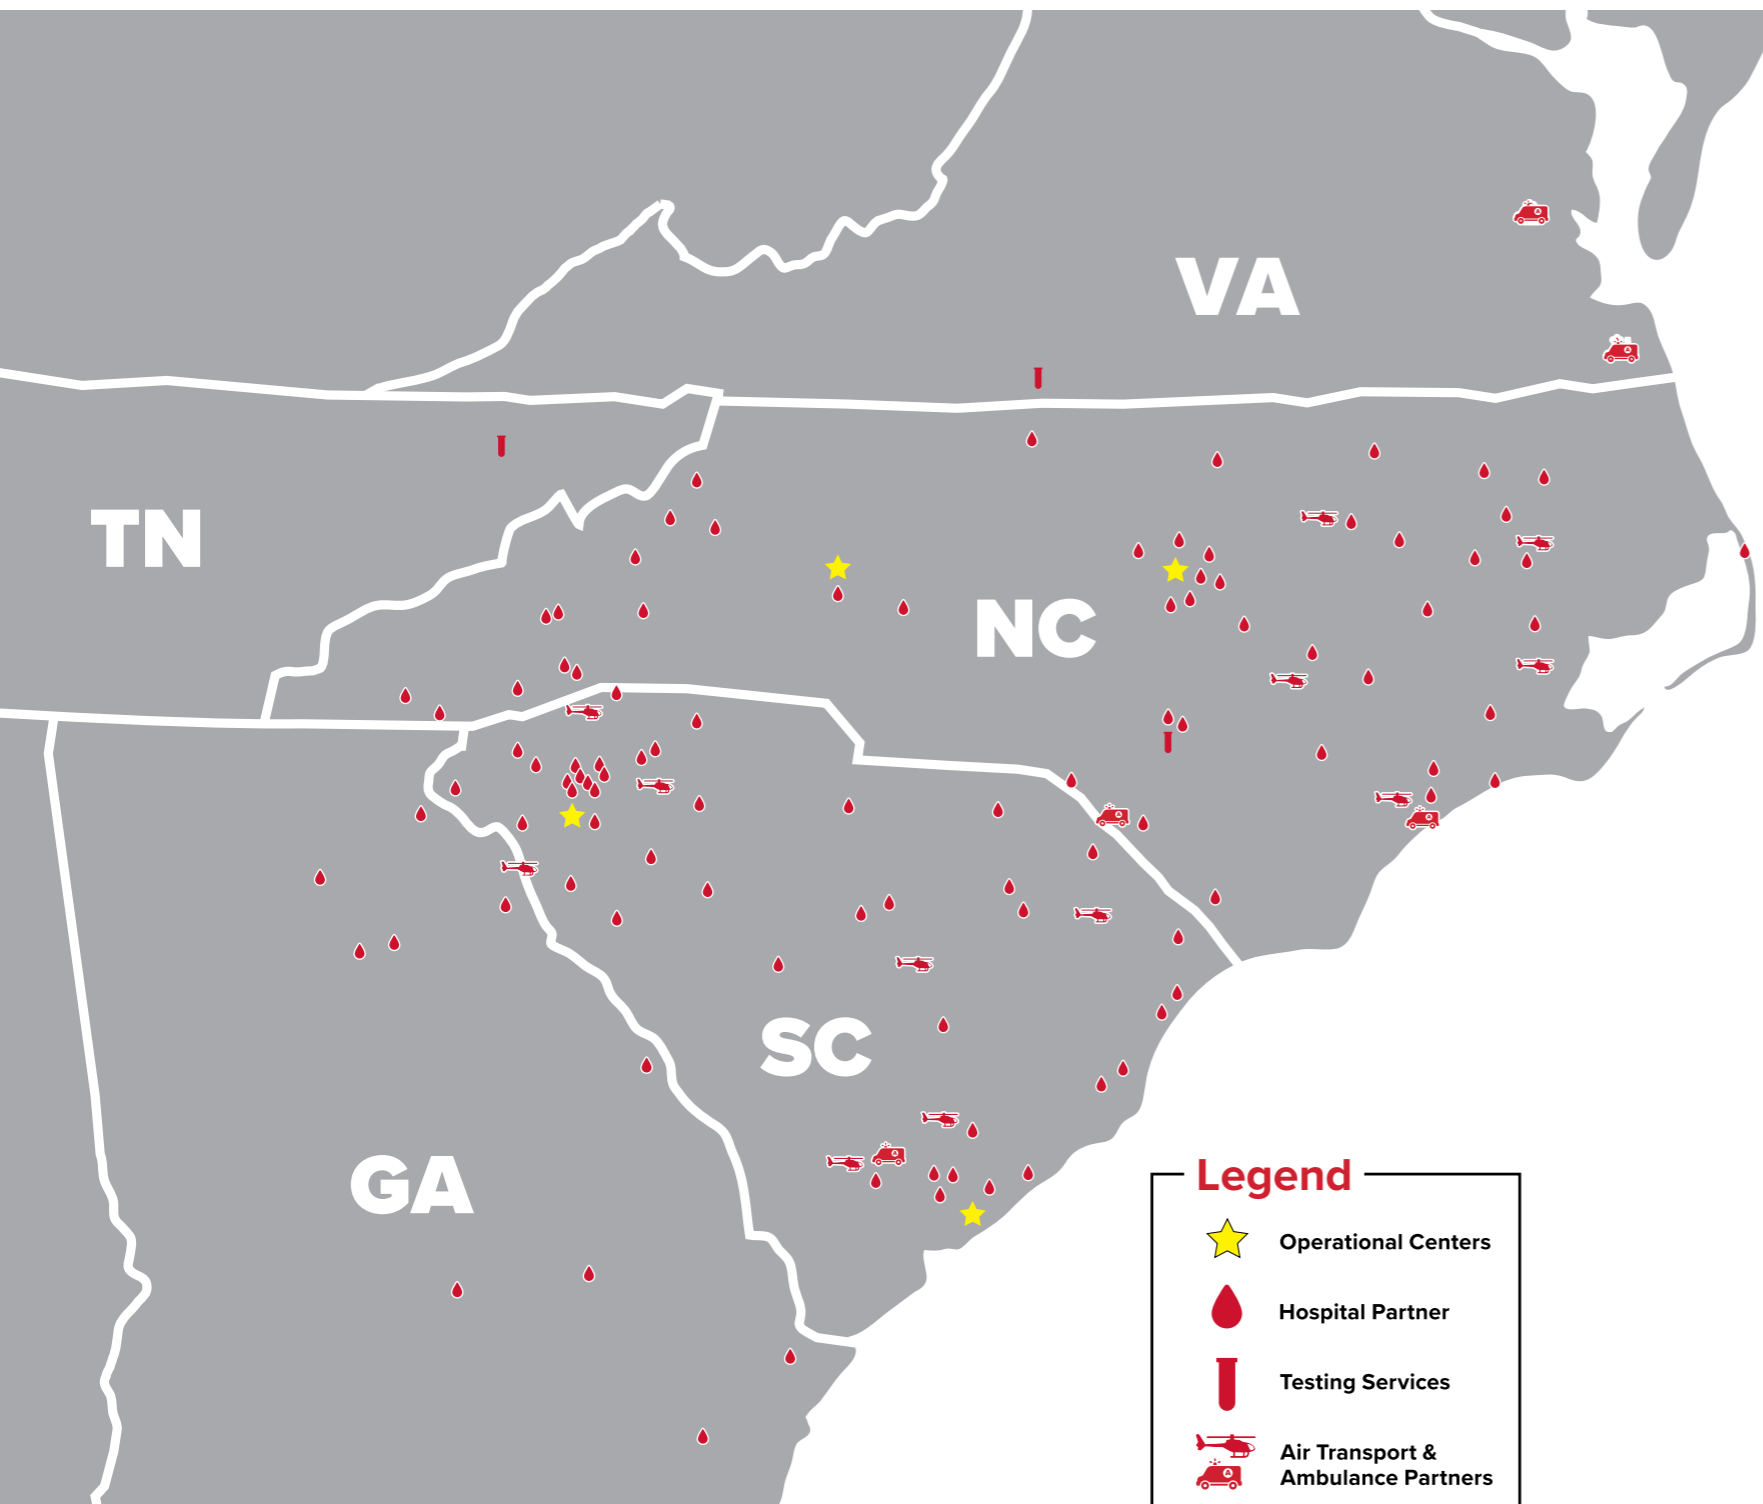 VA
TN
NC
SC
GA
Legend
Operational Centers
Hospital Partner
Testing Services
Air Transport &
Ambulance Partners